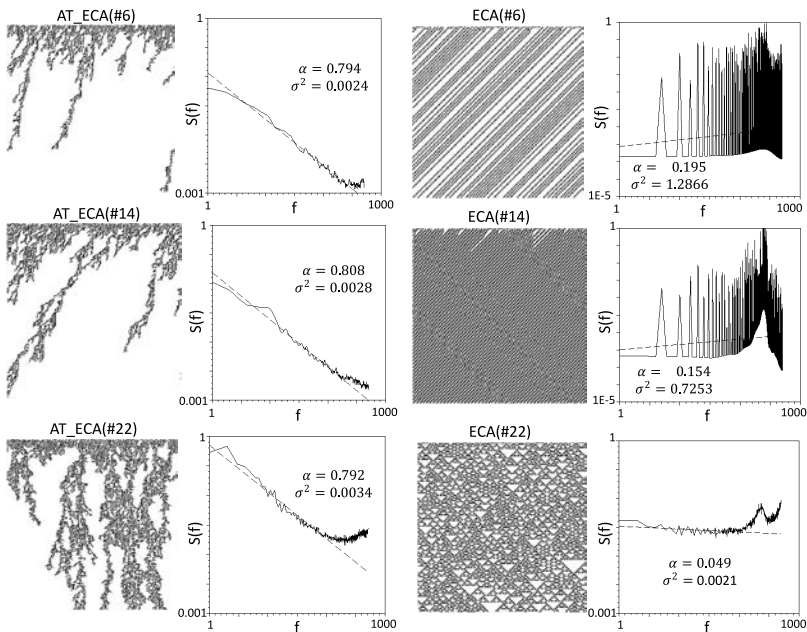 AT_ECA(#6)
1
S(f)
α = 0.794
σ² = 0.0024
0.001
1
f
1000
ECA(#6)
1
S(f)
α = 0.195
σ² = 1.2866
1E-5
1
f
1000
AT_ECA(#14)
1
S(f)
α = 0.808
σ² = 0.0028
0.001
1
f
1000
ECA(#14)
1
S(f)
α = 0.154
σ² = 0.7253
1E-5
1
f
1000
AT_ECA(#22)
1
S(f)
α = 0.792
σ² = 0.0034
0.001
1
f
1000
ECA(#22)
1
S(f)
α = 0.049
σ² = 0.0021
0.001
1
f
1000